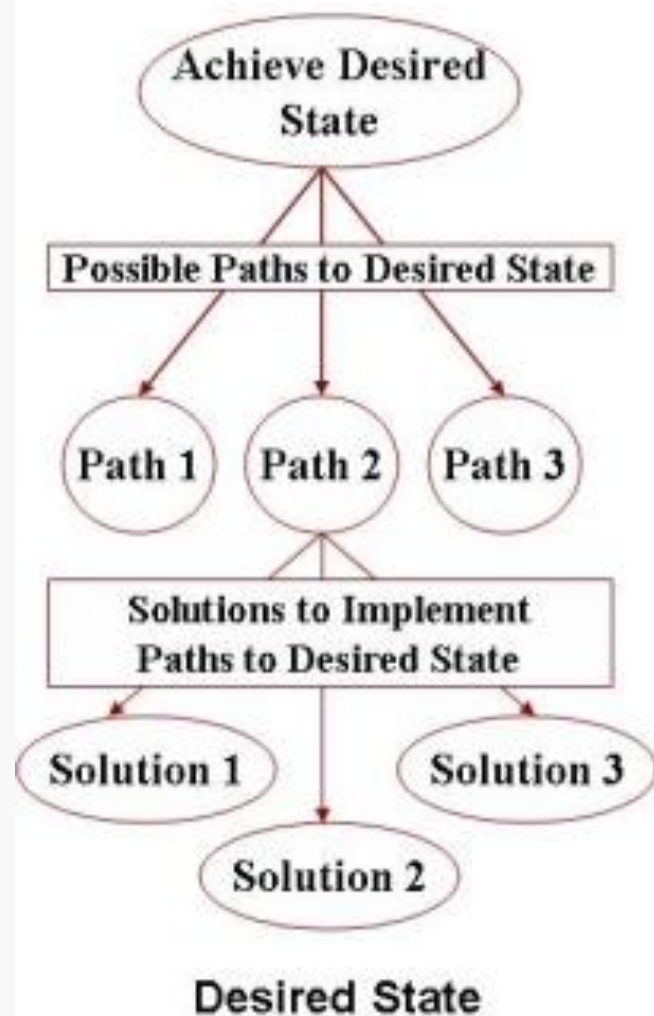 Achieve Desired
State
Possible Paths to Desired State
Path 1 Path 2 Path 3
Solutions to Implement
Paths to Desired State
Solution 1 Solution 3
Solution 2
Desired State